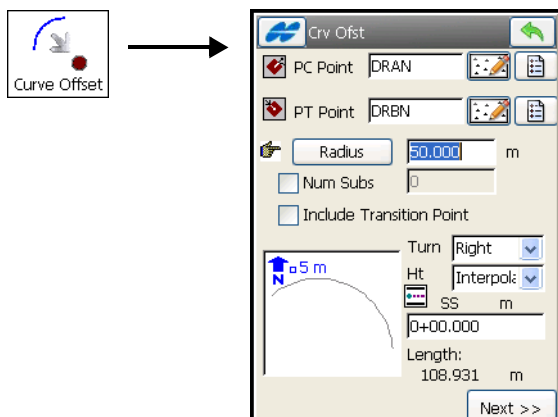 Curve Offset
Crv Ofst
PC Point DRAN
PT Point DRBN
Radius 50.000 m
Num Subs 0
Include Transition Point
Turn Right
5 m
N
Ht Interpola
SS m
0+00.000
Length:
108.931 m
Next >>